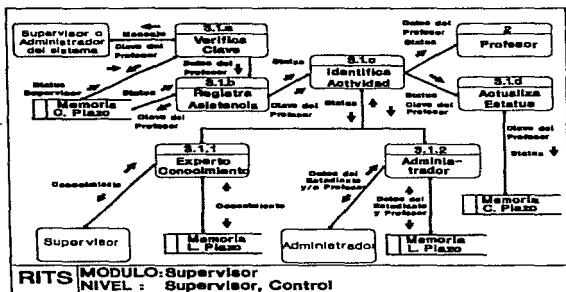 Supervisor o
Administrador
del sistema
Mensaje
Clave del
Profesor
3.1.a
Verifica
Clave
Datos del
Profesor
Status
Supervisor
Memoria
C. Plazo
Status
Clave del
Profesor
3.1.b
Registra
Asistencia
Status
Clave del
Profesor
3.1.c
Identifica
Actividad
Status
Datos del
Profesor
Status
2
Profesor
Status
Clave del
Profesor
3.1.d
Actualiza
Estatus
Clave del
Profesor
Status
Memoria
C. Plazo
3.1.1
Experto
Conocimiento
Conocimiento
Conocimiento
Supervisor
Memoria
L. Plazo
3.1.2
Administra-
trador
Datos del
Estudiante
y/o Profesor
Datos del
Estudiante
y Profesor
Administrador
Memoria
L. Plazo
RITS
MODULO: Supervisor
NIVEL : Supervisor, Control